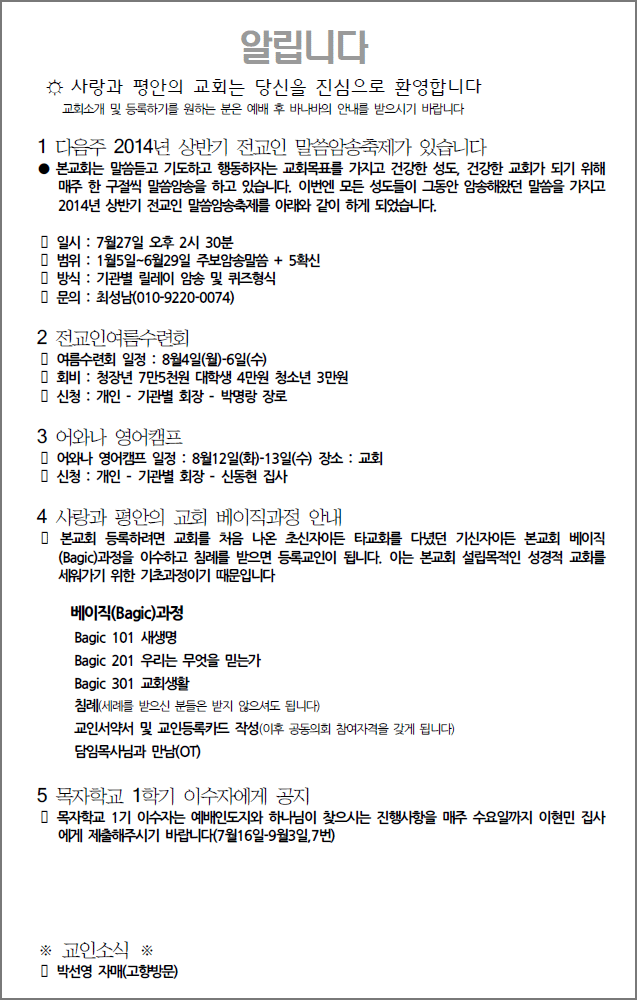 알립니다
☼ 사랑과 평안의 교회는 당신을 진심으로 환영합니다
교회소개 및 등록하기를 원하는 분은 예배 후 바나바의 안내를 받으시기 바랍니다
1 다음주 2014년 상반기 전교인 말씀암송축제가 있습니다
● 본교회는 말씀듣고 기도하고 행동하자는 교회목표를 가지고 건강한 성도, 건강한 교회가 되기 위해
매주 한 구절씩 말씀암송을 하고 있습니다. 이번엔 모든 성도들이 그동안 암송해왔던 말씀을 가지고
2014년 상반기 전교인 말씀암송축제를 아래와 같이 하게 되었습니다.
▯ 일시 : 7월27일 오후 2시 30분
▯ 범위 : 1월5일~6월29일 주보암송말씀 + 5확신
▯ 방식 : 기관별 릴레이 암송 및 퀴즈형식
▯ 문의 : 최성남(010-9220-0074)
2 전교인여름수련회
▯ 여름수련회 일정 : 8월4일(월)-6일(수)
▯ 회비 : 청장년 7만5천원 대학생 4만원 청소년 3만원
▯ 신청 : 개인 - 기관별 회장 - 박명랑 장로
3 어와나 영어캠프
▯ 어와나 영어캠프 일정 : 8월12일(화)-13일(수) 장소 : 교회
▯ 신청 : 개인 - 기관별 회장 - 신동현 집사
4 사랑과 평안의 교회 베이직과정 안내
▯ 본교회 등록하려면 교회를 처음 나온 초신자이든 타교회를 다녔던 기신자이든 본교회 베이직
(Bagic)과정을 이수하고 침례를 받으면 등록교인이 됩니다. 이는 본교회 설립목적인 성경적 교회를
세워가기 위한 기초과정이기 때문입니다
베이직(Bagic)과정
Bagic 101 새생명
Bagic 201 우리는 무엇을 믿는가
Bagic 301 교회생활
침례(세례를 받으신 분들은 받지 않으셔도 됩니다)
교인서약서 및 교인등록카드 작성(이후 공동의회 참여자격을 갖게 됩니다)
담임목사님과 만남(OT)
5 목자학교 1학기 이수자에게 공지
▯ 목자학교 1기 이수자는 예배인도지와 하나님이 찾으시는 진행사항을 매주 수요일까지 이현민 집사
에게 제출해주시기 바랍니다(7월16일-9월3일,7번)
※ 교인소식 ※
▯ 박선영 자매(고향방문)